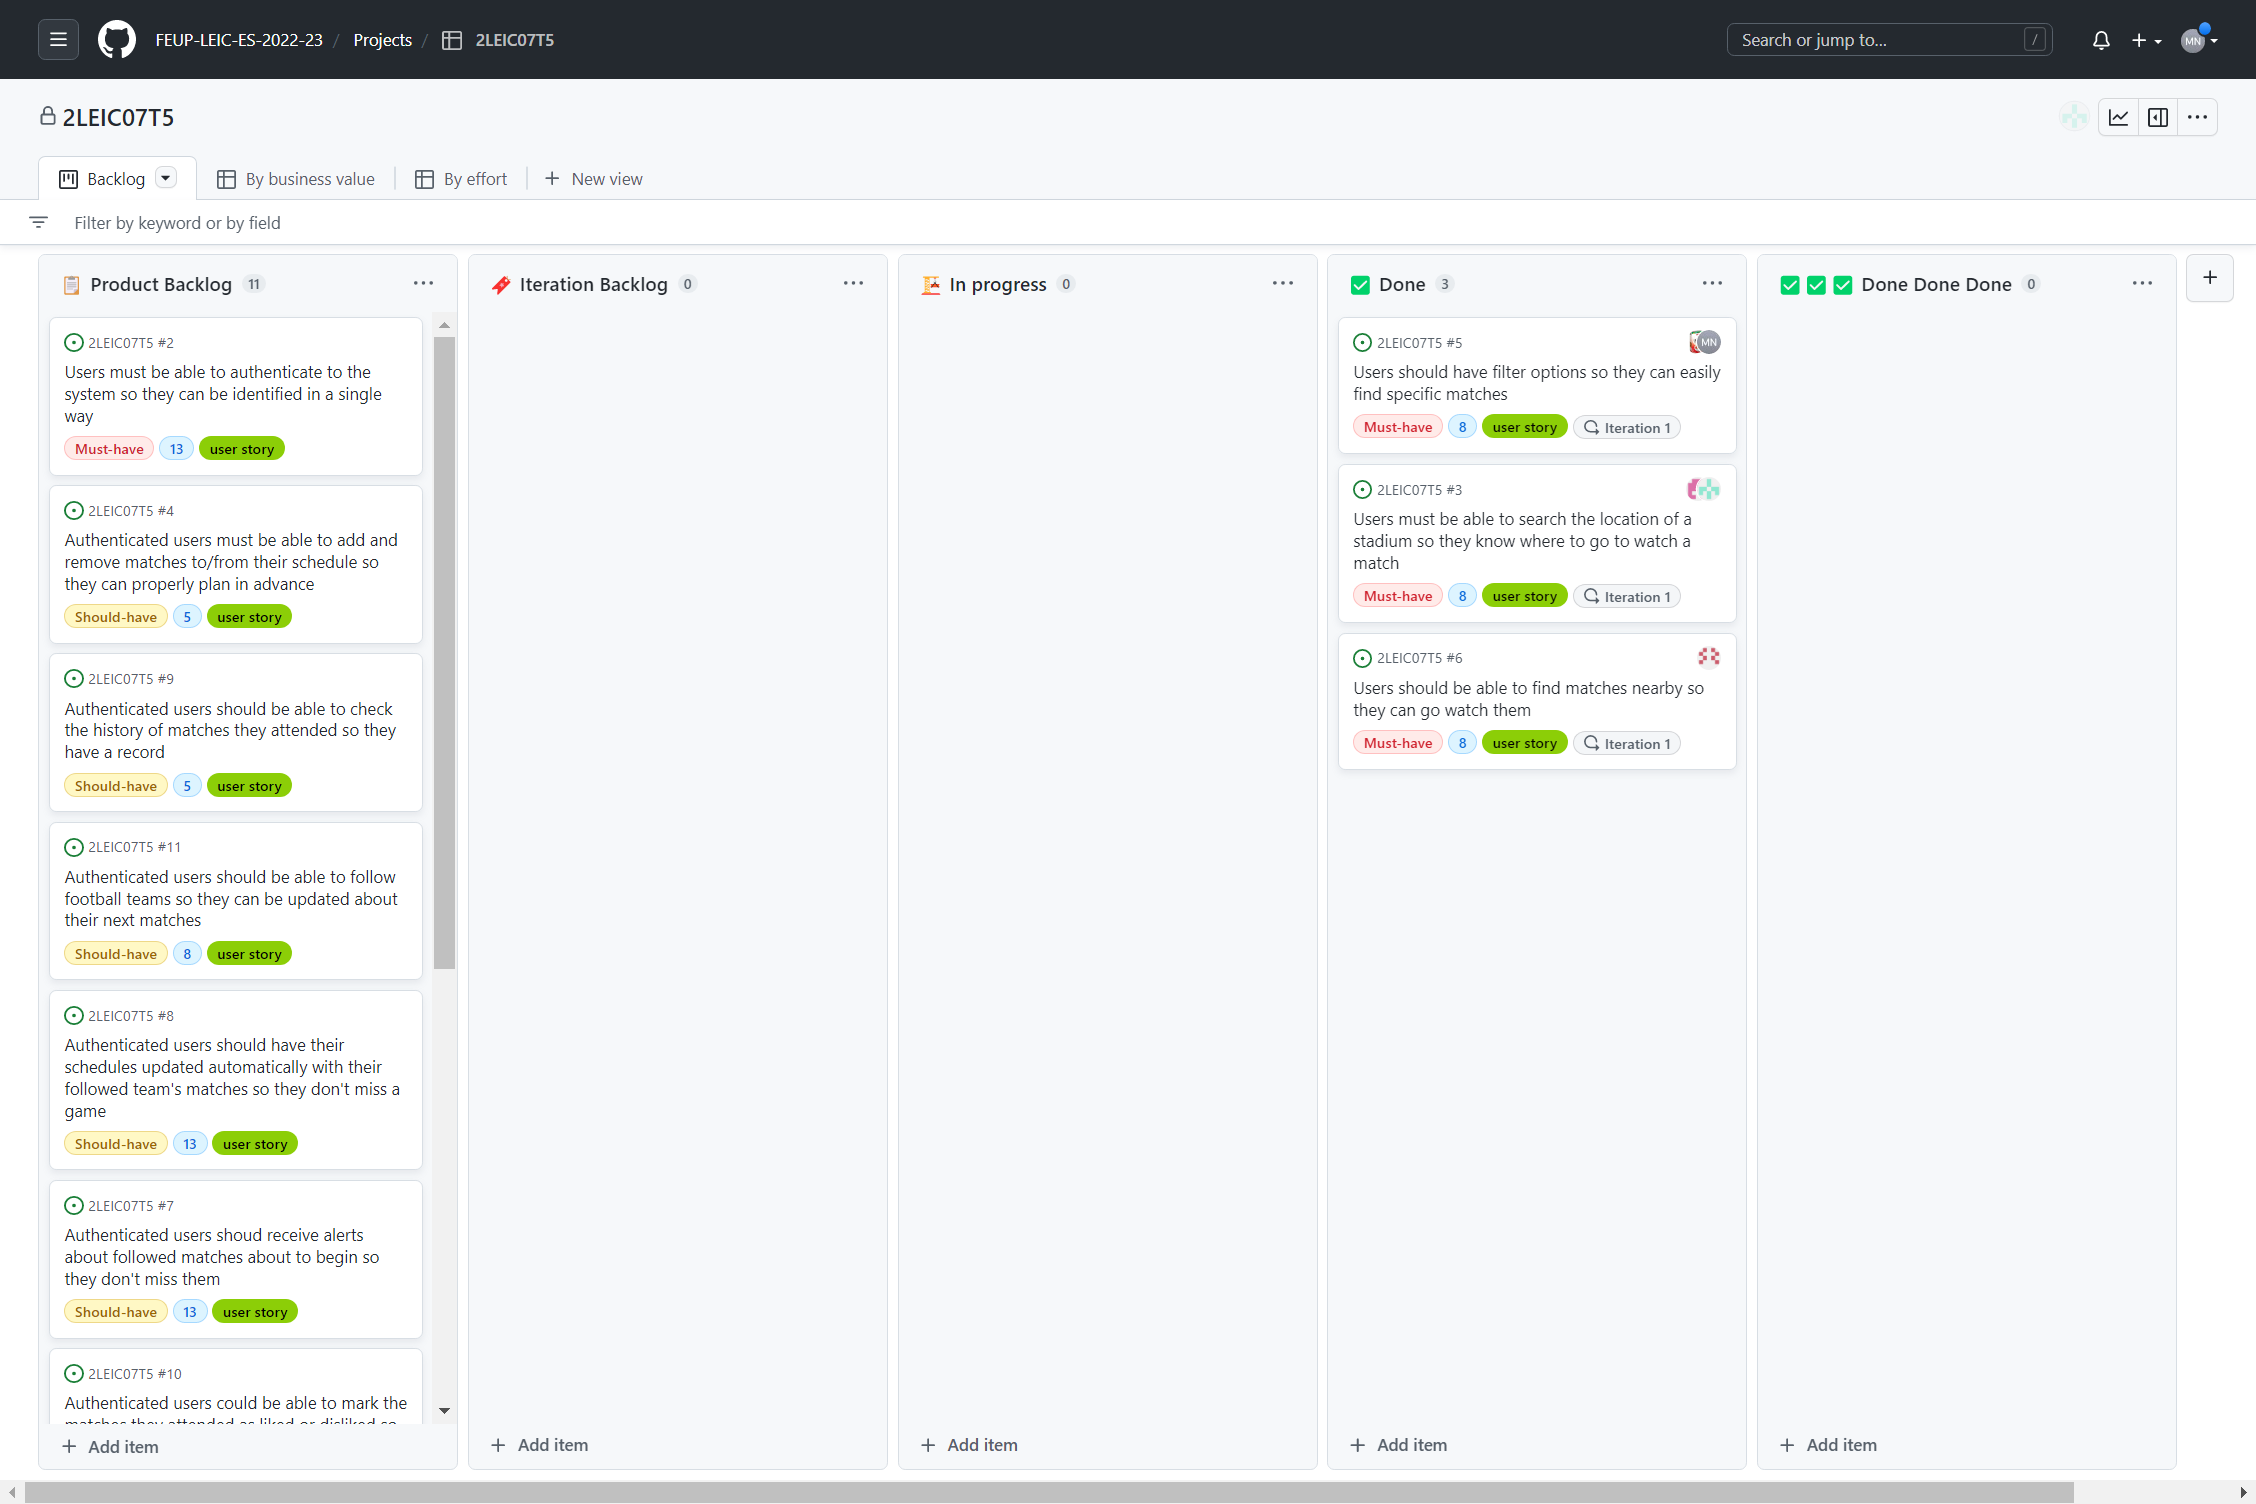 FEUP-LEIC-ES-2022-23 / Projects / 2LEIC07T5
Search or jump to... /
MN
2LEIC07T5
Backlog
By business value
By effort
New view
Filter by keyword or by field
Product Backlog 11
2LEIC07T5 #2
Users must be able to authenticate to the
system so they can be identified in a single
way
Must-have 13 user story
2LEIC07T5 #4
Authenticated users must be able to add and
remove matches to/from their schedule so
they can properly plan in advance
Should-have 5 user story
2LEIC07T5 #9
Authenticated users should be able to check
the history of matches they attended so they
have a record
Should-have 5 user story
2LEIC07T5 #11
Authenticated users should be able to follow
football teams so they can be updated about
their next matches
Should-have 8 user story
2LEIC07T5 #8
Authenticated users should have their
schedules updated automatically with their
followed team's matches so they don't miss a
game
Should-have 13 user story
2LEIC07T5 #7
Authenticated users shoud receive alerts
about followed matches about to begin so
they don't miss them
Should-have 13 user story
2LEIC07T5 #10
Authenticated users could be able to mark the
matches they attended as liked or disliked so
Add item
Iteration Backlog 0
Add item
In progress 0
Add item
Done 3
2LEIC07T5 #5
MN
Users should have filter options so they can easily
find specific matches
Must-have 8 user story Iteration 1
2LEIC07T5 #3
Users must be able to search the location of a
stadium so they know where to go to watch a
match
Must-have 8 user story Iteration 1
2LEIC07T5 #6
Users should be able to find matches nearby so
they can go watch them
Must-have 8 user story Iteration 1
Add item
Done Done Done 0
Add item